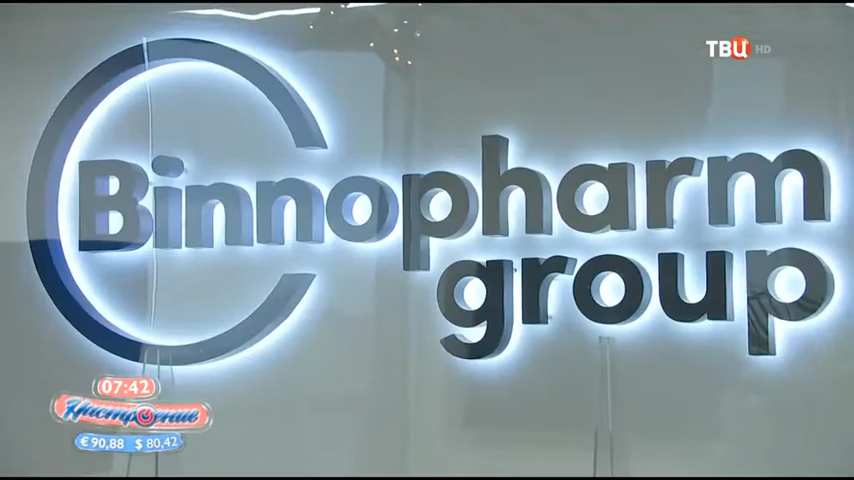 ТВЦ HD
Binnopharm
group
07:42
Настроение
€ 90,88 $ 80,42